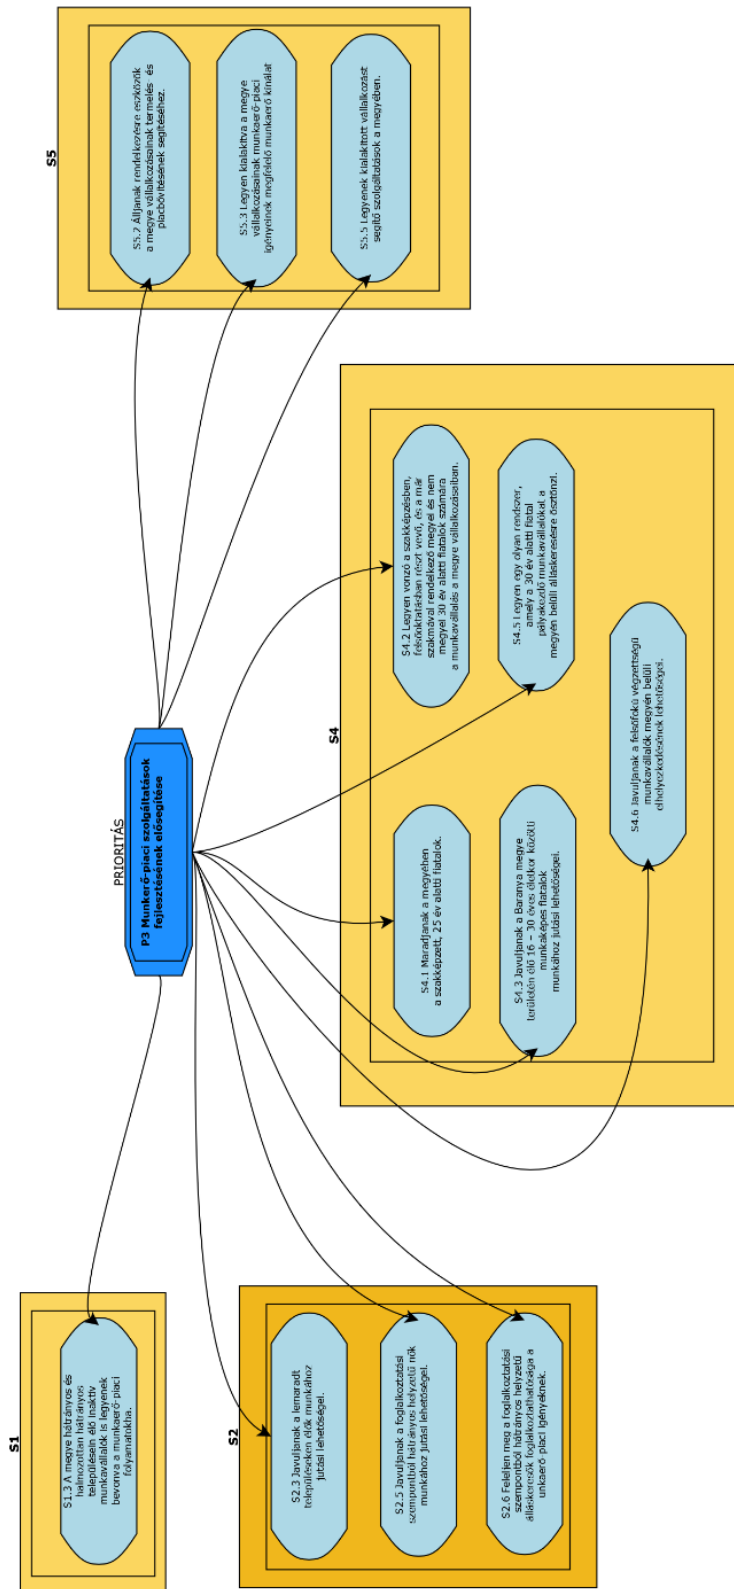 PRIORITÁS
P3 Munkerő-piaci szolgáltatások
fejlesztésének elősegítése
S1
S1.3 A megye hátrányos és
halmozottan hátrányos
településein élő inaktív
munkavállalók is legyenek
bevonva a munkaerő-piaci
folyamatokba.
S2
S2.3 Javuljanak a lemaradt
településeken élők munkához
jutási lehetőségei.
S2.5 Javuljanak a foglalkoztatási
szempontból hátrányos helyzetű nők
munkához jutási lehetőségei.
S2.6 Feleljen meg a foglalkoztatási
szempontból hátrányos helyzetű
álláskeresők foglalkoztathatósága a
unkaerő-piaci igényeknek.
S4
S4.1 Maradjanak a megyében
a szakképzett, 25 év alatti fiatalok.
S4.2 Legyen vonzó a szakképzésben,
felsőoktatásban részt vevő, és a már
szakmával rendelkező megyei és nem
megyei 30 év alatti fiatalok számára
a munkavállalás a megye vállalkozásaiban.
S4.3 Javuljanak a Baranya megye
területén élő 16 – 30 éves életkor közötti
munkaképes fiatalok
munkához jutási lehetőségei.
S4.5 Legyen egy olyan rendszer,
amely a 30 év alatti fiatal
pályakezdő munkavállalókat a
megyén belüli álláskeresésre ösztönzi.
S4.6 Javuljanak a felsőfokú végzettségű
munkavállalók megyén belüli
elhelyezkedésének lehetőségei.
S5
S5.2 Álljanak rendelkezésre eszközök
a megye vállalkozásainak termelés- és
piacbővítésének segítéséhez.
S5.3 Legyen kialakítva a megye
vállalkozásainak munkaerő-piaci
igényeinek megfelelő munkaerő kínálat
S5.5 Legyenek kialakított vállalkozást
segítő szolgáltatások a megyében.